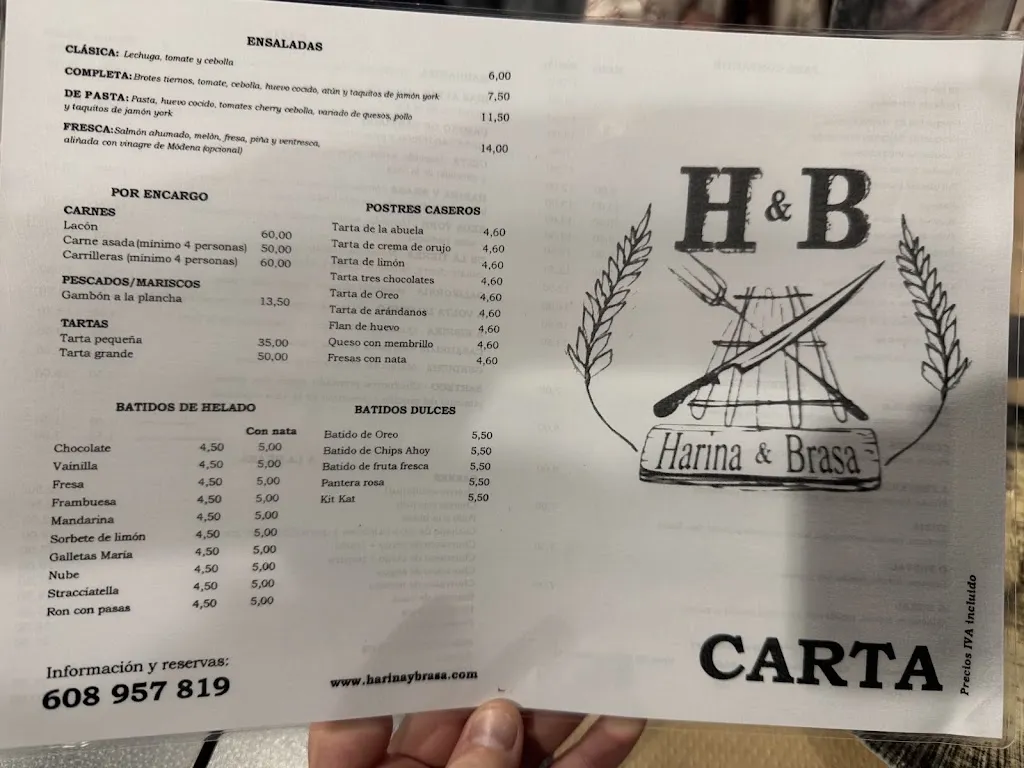 ENSALADAS
CLÁSICA: Lechuga, tomate y cebolla 6,00
COMPLETA: Brotes tiernos, tomate, cebolla, huevo cocido, atún y taquitos de jamón york 7,50
DE PASTA: Pasta, huevo cocido, tomates cherry cebolla, variado de quesos, pollo
y taquitos de jamón york 11,50
FRESCA: Salmón ahumado, melón, fresa, piña y ventresca,
aliñada con vinagre de Módena (opcional) 14,00
POR ENCARGO
CARNES
Lacón 60,00
Carne asada (mínimo 4 personas) 50,00
Carrilleras (mínimo 4 personas) 60,00
PESCADOS/MARISCOS
Gambón a la plancha 13,50
TARTAS
Tarta pequeña 35,00
Tarta grande 50,00
POSTRES CASEROS
Tarta de la abuela 4,60
Tarta de crema de orujo 4,60
Tarta de limón 4,60
Tarta tres chocolates 4,60
Tarta de Oreo 4,60
Tarta de arándanos 4,60
Flan de huevo 4,60
Queso con membrillo 4,60
Fresas con nata 4,60
BATIDOS DE HELADO
Con nata
Chocolate 4,50 5,00
Vainilla 4,50 5,00
Fresa 4,50 5,00
Frambuesa 4,50 5,00
Mandarina 4,50 5,00
Sorbete de limón 4,50 5,00
Galletas María 4,50 5,00
Nube 4,50 5,00
Stracciatella 4,50 5,00
Ron con pasas 4,50 5,00
BATIDOS DULCES
Batido de Oreo 5,50
Batido de Chips Ahoy 5,50
Batido de fruta fresca 5,50
Pantera rosa 5,50
Kit Kat 5,50
Información y reservas:
608 957 819
www.harinaybrasa.com
H & B
Harina & Brasa
CARTA
Precios IVA incluido